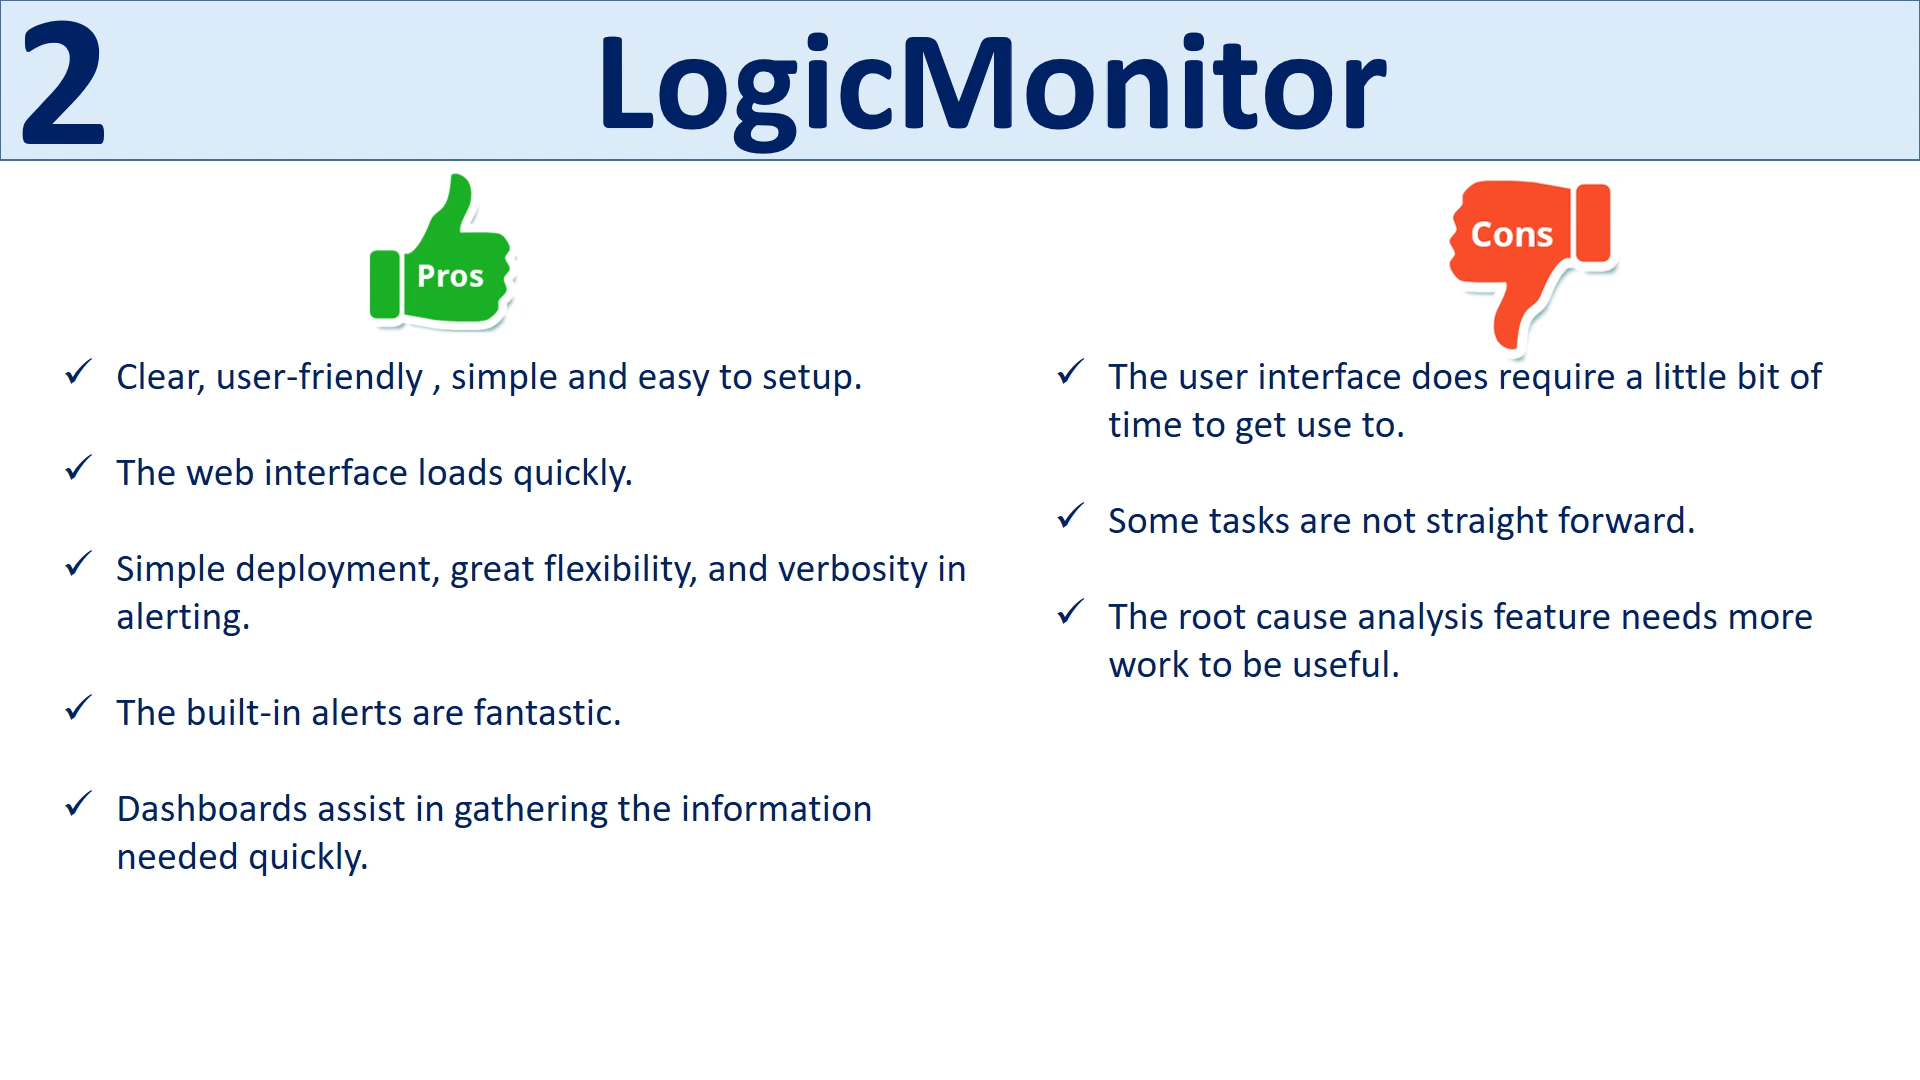 2
LogicMonitor
Pros
✓ Clear, user-friendly , simple and easy to setup.
✓ The web interface loads quickly.
✓ Simple deployment, great flexibility, and verbosity in
alerting.
✓ The built-in alerts are fantastic.
✓ Dashboards assist in gathering the information
needed quickly.
Cons
✓ The user interface does require a little bit of
time to get use to.
✓ Some tasks are not straight forward.
✓ The root cause analysis feature needs more
work to be useful.